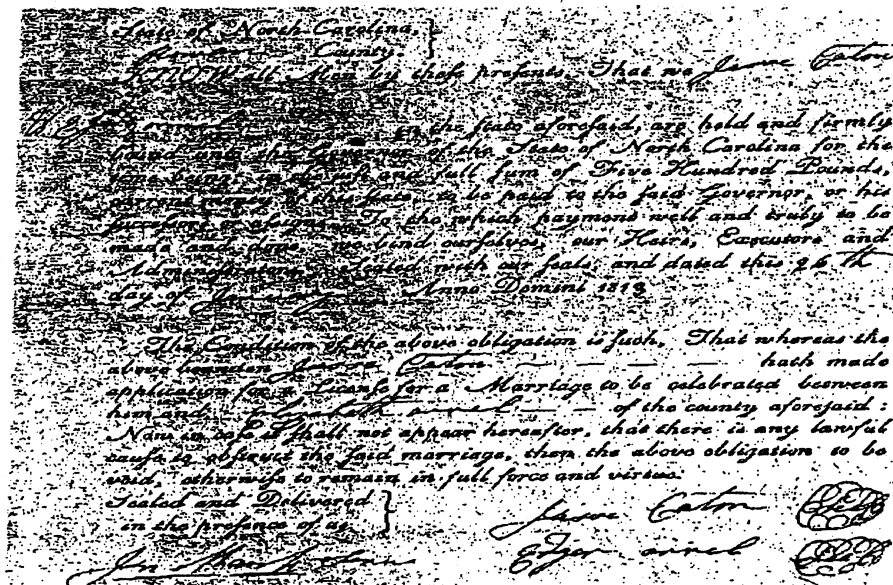 State of North-Carolina,
County
KNOW all Men by these presents, That we Jesse Eaton
in the State aforesaid, are held and firmly
bound unto the Governor of the State of North Carolina for the
time being, in the just and full sum of Five Hundred Pounds,
current money of this State, to be paid to the said Governor, or his
successors or assigns. To the which payment well and truly to be
made and done, we bind ourselves, our Heirs, Executors and
Administrators. Sealed with our seals, and dated this 26th
day of Anno Domini 1813
The Condition of the above obligation is such, That whereas the
above bounden Jesse Eaton hath made
application for a License for a Marriage to be celebrated between
him and Elizabeth Arnel of the county aforesaid:
Now in case it shall not appear hereafter, that there is any lawful
cause to obstruct the said marriage, then the above obligation to be
void, otherwise to remain in full force and virtue.
Sealed and Delivered
in the presence of us
Jesse Eaton
arnel
Jn